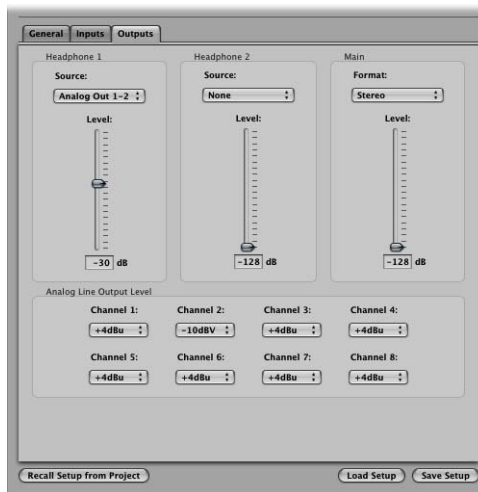 General Inputs Outputs
Headphone 1 Headphone 2 Main
Source: Source: Format:
Analog Out 1-2 None Stereo
Level: Level: Level:
-30 dB -128 dB -128 dB
Analog Line Output Level
Channel 1: Channel 2: Channel 3: Channel 4:
+4dBu -10dBV +4dBu +4dBu
Channel 5: Channel 6: Channel 7: Channel 8:
+4dBu +4dBu +4dBu +4dBu
Recall Setup from Project Load Setup Save Setup